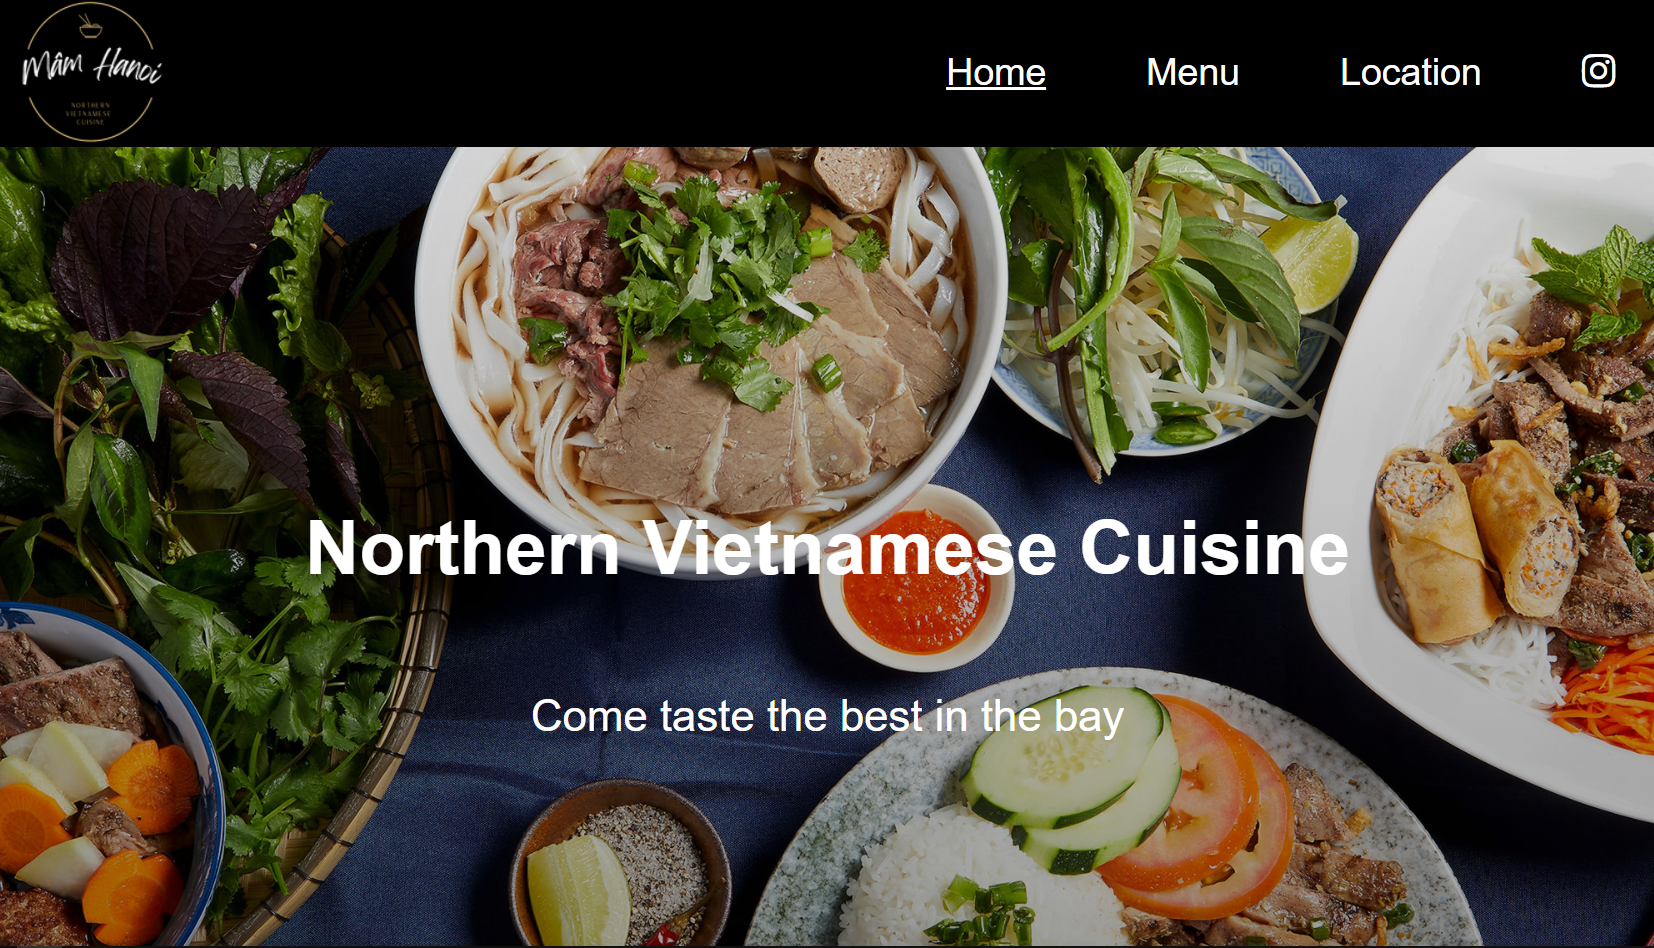 Mâm Hanoi
NORTHERN
VIETNAMESE
CUISINE
Home
Menu
Location
Northern Vietnamese Cuisine
Come taste the best in the bay